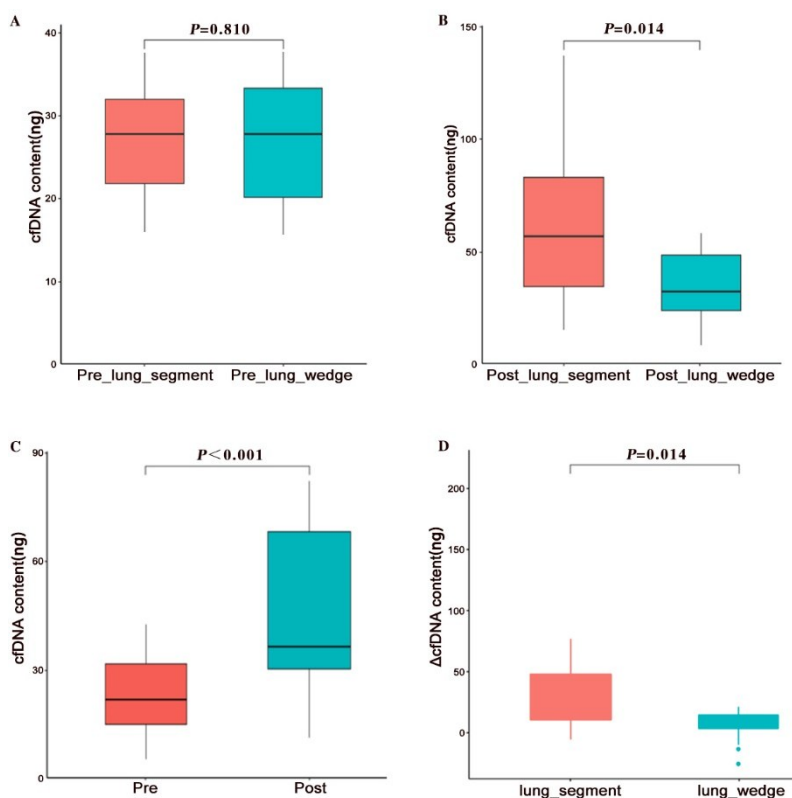 A
P=0.810
cfDNA content(ng)
40
30
20
10
0
Pre_lung_segment
Pre_lung_wedge
B
P=0.014
cfDNA content(ng)
150
100
50
0
Post_lung_segment
Post_lung_wedge
C
P<0.001
cfDNA content(ng)
90
60
30
0
Pre
Post
D
P=0.014
ΔcfDNA content(ng)
200
150
100
50
0
lung_segment
lung_wedge